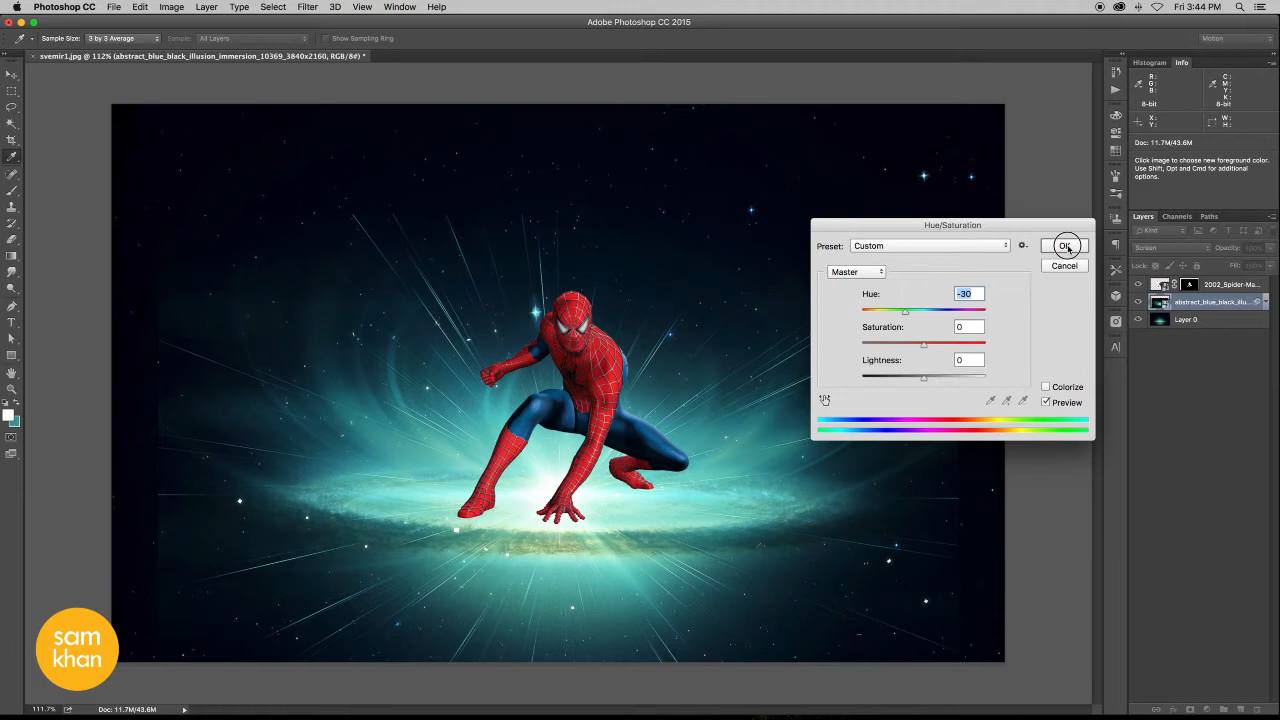 Photoshop CC File Edit Image Layer Type Select Filter 3D View Window Help Fri 3:44 PM
Adobe Photoshop CC 2015
Sample Size: 3 by 3 Average Sample: All Layers Show Sampling Ring Motion
svemir1.jpg @ 112% (abstract_blue_black_illusion_immersion_10369_3840x2160, RGB/8#) *
Histogram Info
R: C:
G: M:
B: Y:
K:
8-bit 8-bit
X: W:
Y: H:
Doc: 11.7M/43.6M
Click image to choose new foreground color.
Use Shift, Opt and Cmd for additional
options.
Layers Channels Paths
Kind
Screen Opacity: 100%
Lock: Fill: 100%
2002_Spider-Ma...
abstract_blue_black_illu...
Layer 0
Hue/Saturation
Preset: Custom OK
Cancel
Master
Hue: -30
Saturation: 0
Lightness: 0
Colorize
Preview
sam
khan
111.7% Doc: 11.7M/43.6M